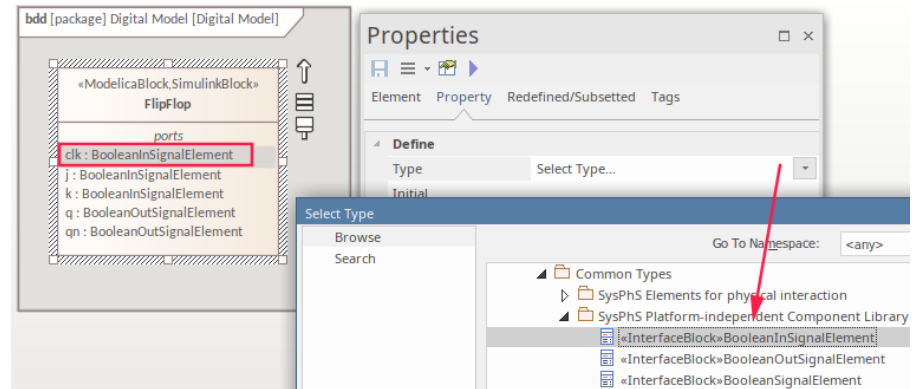 bdd [package] Digital Model [Digital Model]
«ModelicaBlock,SimulinkBlock»
FlipFlop
ports
clk : BooleanInSignalElement
j : BooleanInSignalElement
k : BooleanInSignalElement
q : BooleanOutSignalElement
qn : BooleanOutSignalElement
Properties
Element Property Redefined/Subsetted Tags
Define
Type Select Type...
Initial
Select Type
Browse
Search
Go To Namespace: <any>
Common Types
SysPhS Elements for physical interaction
SysPhS Platform-independent Component Library
«InterfaceBlock»BooleanInSignalElement
«InterfaceBlock»BooleanOutSignalElement
«InterfaceBlock»BooleanSignalElement